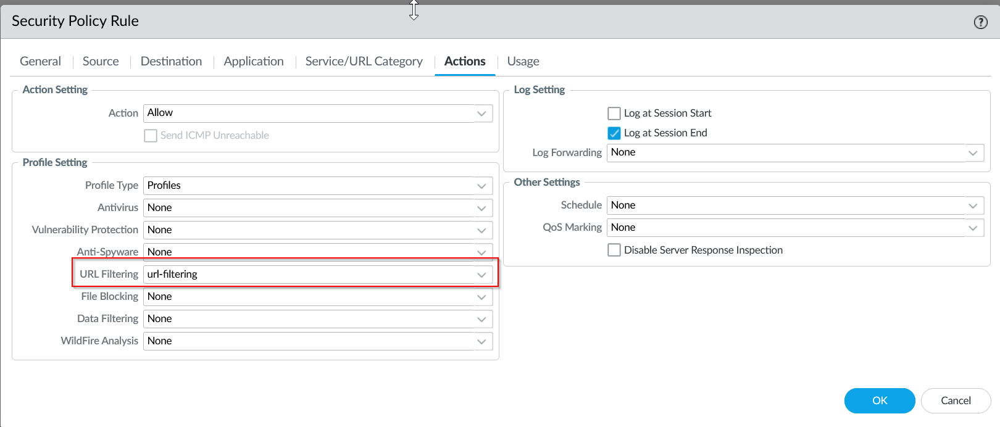 Security Policy Rule
?
General
Source
Destination
Application
Service/URL Category
Actions
Usage
Action Setting
Action
Allow
Send ICMP Unreachable
Profile Setting
Profile Type
Profiles
Antivirus
None
Vulnerability Protection
None
Anti-Spyware
None
URL Filtering
url-filtering
File Blocking
None
Data Filtering
None
WildFire Analysis
None
Log Setting
Log at Session Start
Log at Session End
Log Forwarding
None
Other Settings
Schedule
None
QoS Marking
None
Disable Server Response Inspection
OK
Cancel